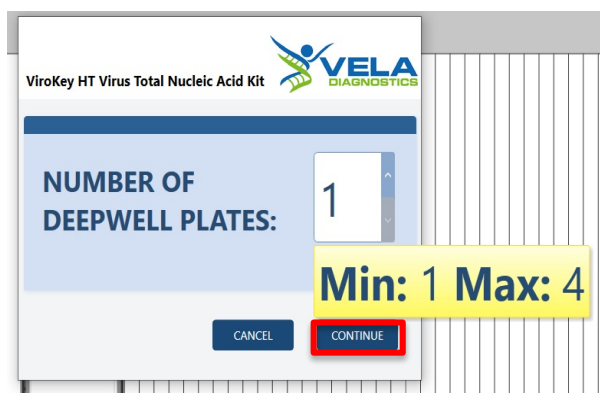 VELA
DIAGNOSTICS
ViroKey HT Virus Total Nucleic Acid Kit
NUMBER OF
DEEPWELL PLATES:
1
Min: 1 Max: 4
CANCEL
CONTINUE